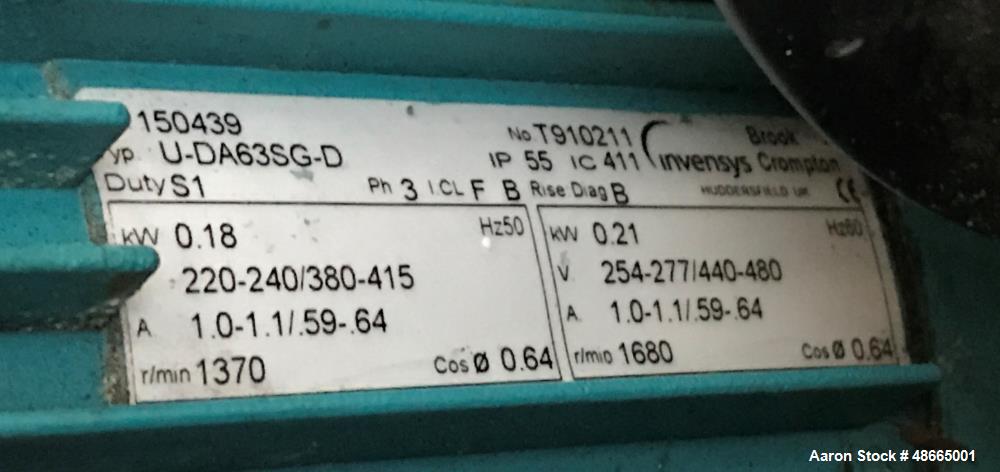 150439
No. T910211
Brook
yp. U-DA63SG-D
IP 55 IC 411
Invensys Crompton
Duty S1
Ph 3 I.CL F B Rise Diag B
HUDDERSFIELD UK
CE
kW 0.18 Hz50
220-240/380-415
A 1.0-1.1/.59-.64
r/min 1370 Cos Ø 0.64
kW 0.21 Hz60
V 254-277/440-480
A 1.0-1.1/.59-.64
r/min 1680 Cos Ø 0.64
Aaron Stock # 48665001